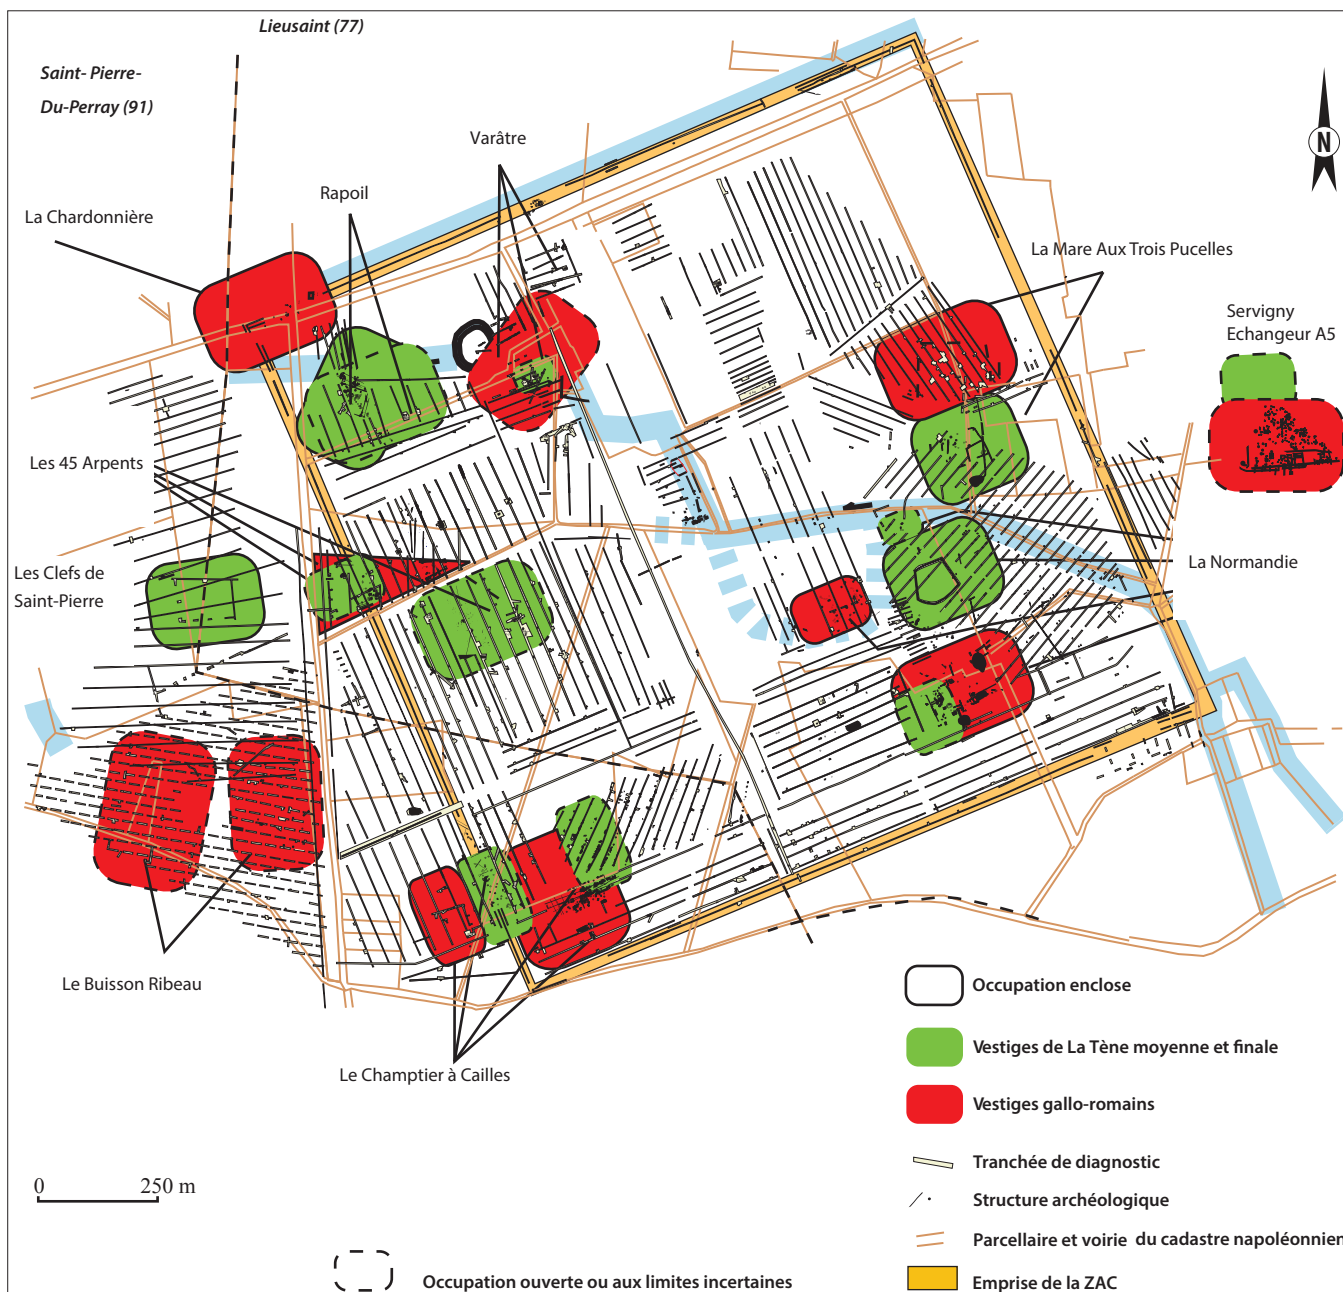 Lieusaint (77)
Saint- Pierre-
Du-Perray (91)
Varâtre
N
Rapoil
La Chardonnière
La Mare Aux Trois Pucelles
Servigny
Echangeur A5
Les 45 Arpents
Les Clefs de
Saint-Pierre
La Normandie
Le Buisson Ribeau
Le Champtier à Cailles
Occupation enclose
Vestiges de La Tène moyenne et finale
Vestiges gallo-romains
Tranchée de diagnostic
Structure archéologique
Parcellaire et voirie du cadastre napoléonnien
Emprise de la ZAC
0 250 m
Occupation ouverte ou aux limites incertaines